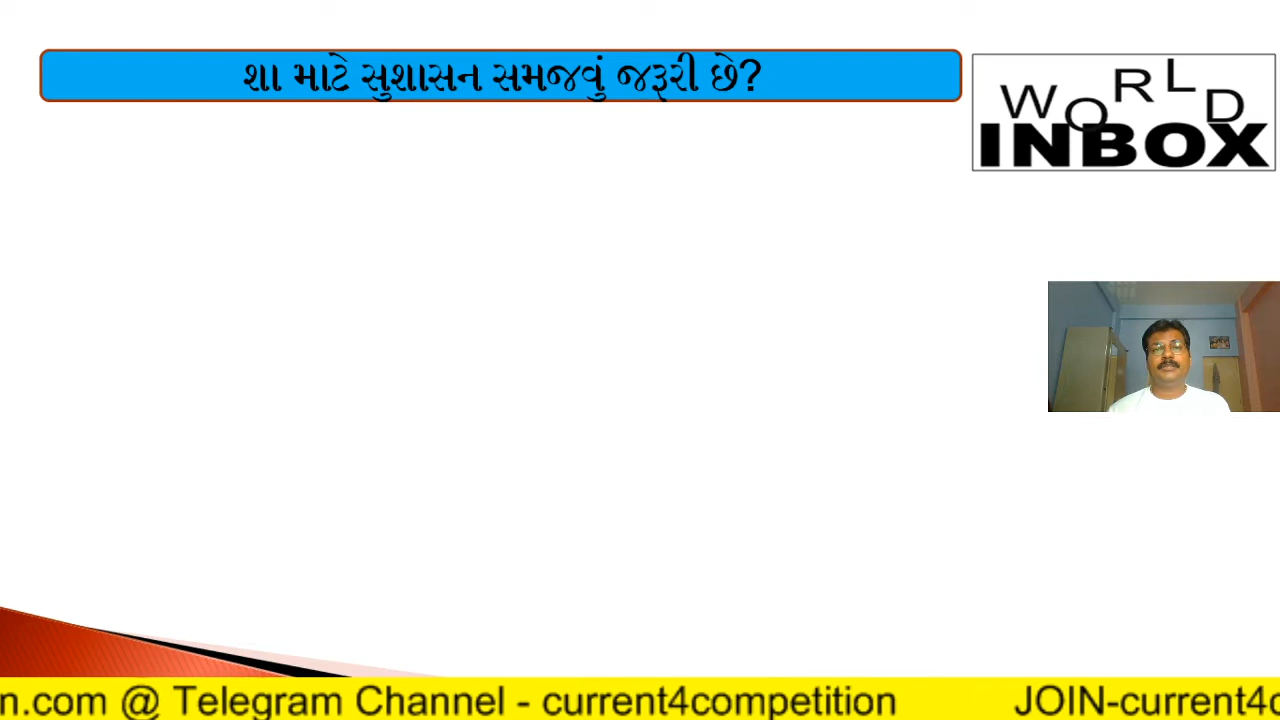 શા માટે સુશાસન સમજવું જરૂરી છે?
WORLD
INBOX
n.com @ Telegram Channel - current4competition JOIN-current4c